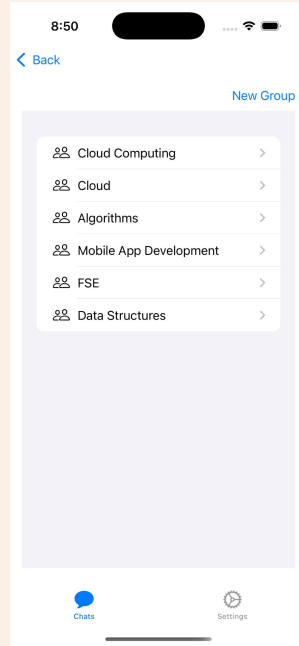 8:50
Back
New Group
Cloud Computing
Cloud
Algorithms
Mobile App Development
FSE
Data Structures
Chats
Settings